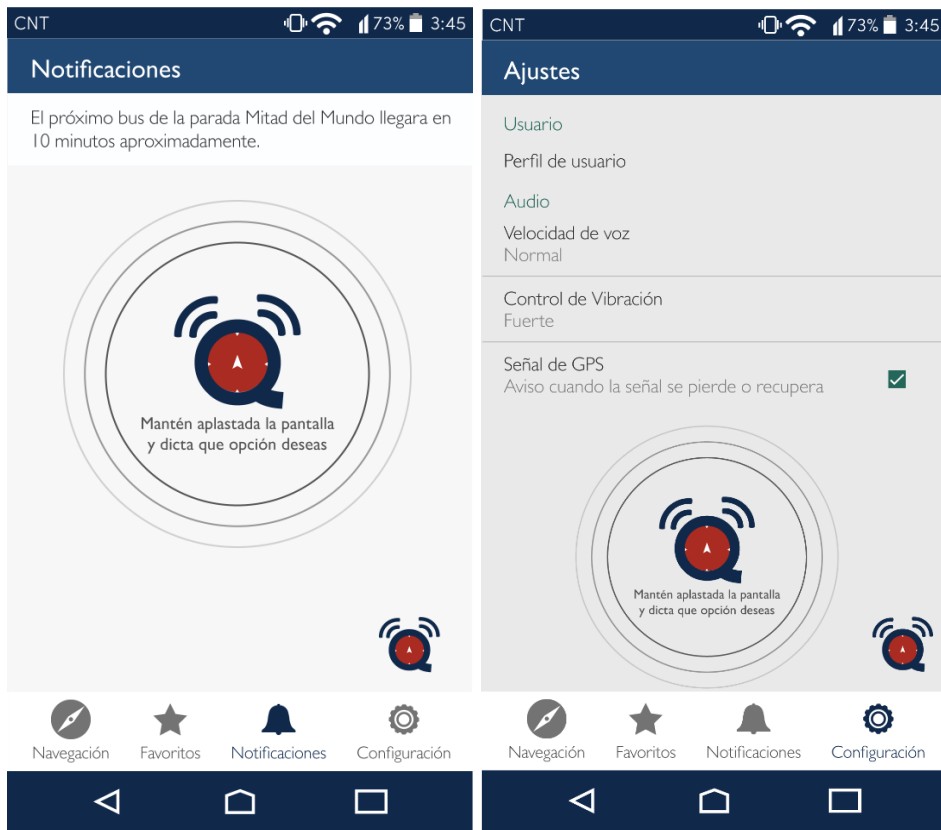 CNT 73% 3:45
Notificaciones
El próximo bus de la parada Mitad del Mundo llegara en
10 minutos aproximadamente.
Mantén aplastada la pantalla
y dicta que opción deseas
Navegación Favoritos Notificaciones Configuración
CNT 73% 3:45
Ajustes
Usuario
Perfil de usuario
Audio
Velocidad de voz
Normal
Control de Vibración
Fuerte
Señal de GPS
Aviso cuando la señal se pierde o recupera
Mantén aplastada la pantalla
y dicta que opción deseas
Navegación Favoritos Notificaciones Configuración